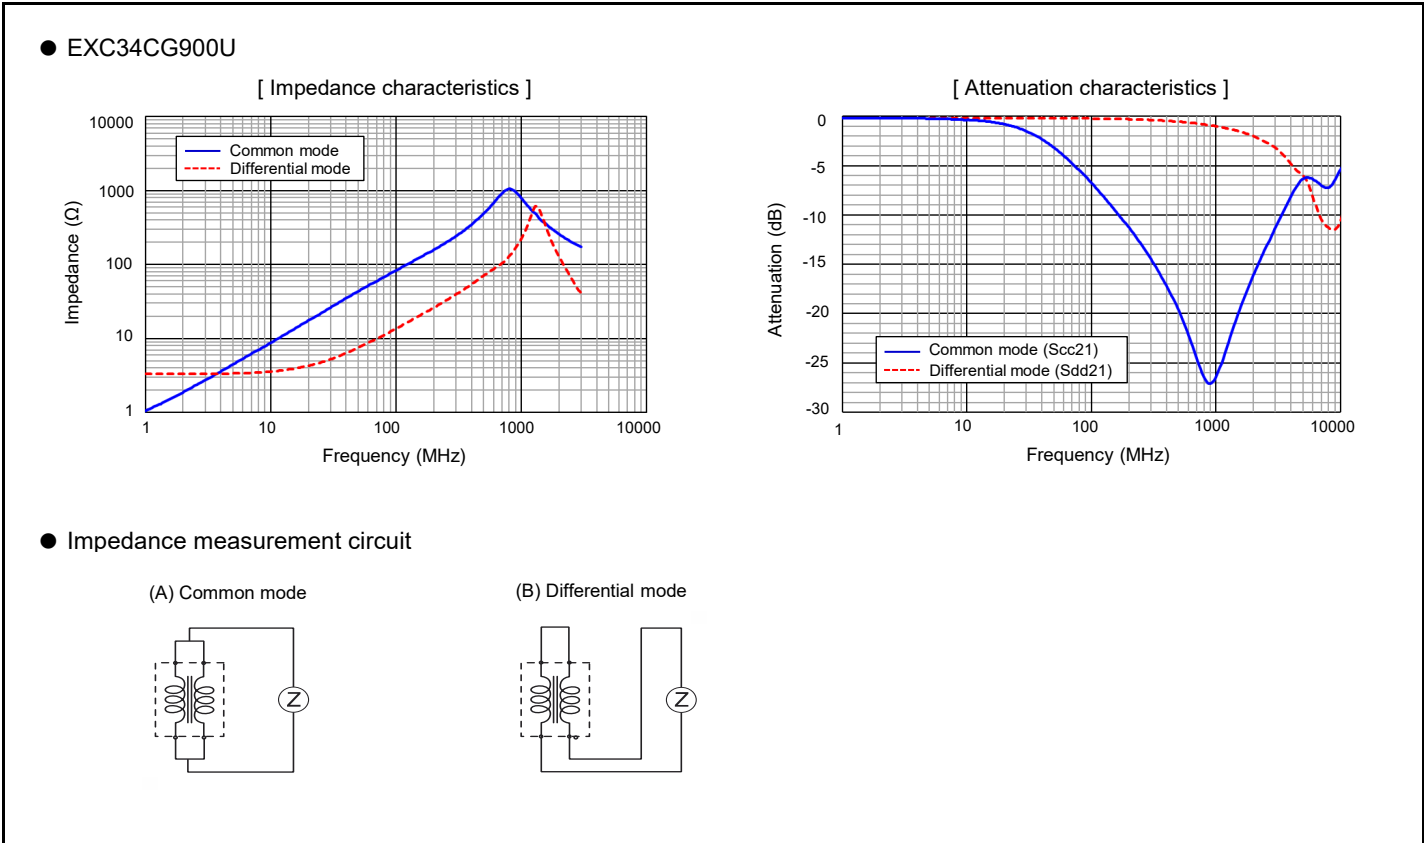 ● EXC34CG900U
[ Impedance characteristics ]
10000
1000
100
10
1
Impedance (Ω)
Common mode
Differential mode
1 10 100 1000 10000
Frequency (MHz)
[ Attenuation characteristics ]
0
-5
-10
-15
-20
-25
-30
Attenuation (dB)
Common mode (Scc21)
Differential mode (Sdd21)
1 10 100 1000 10000
Frequency (MHz)
● Impedance measurement circuit
(A) Common mode
Z
(B) Differential mode
Z